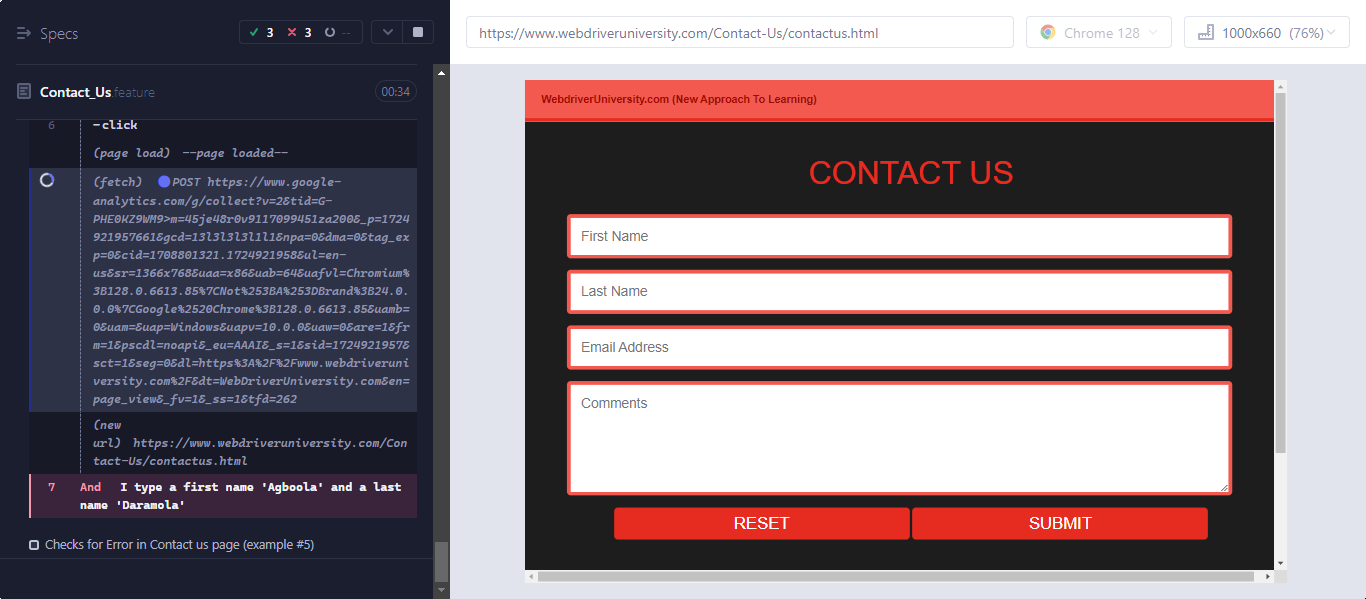 Specs
3
3
--
Contact_Us.feature
00:34
6
-click
(page load) --page loaded--
(fetch) POST https://www.google-
analytics.com/g/collect?v=2&tid=G-
PHE0KZ9WM9>m=45je48r0v9117099451za200&_p=1724
921957661&gcd=13l3l3l3l1l1&npa=0&dma=0&tag_ex
p=0&cid=1708801321.1724921958&ul=en-
us&sr=1366x768&uaa=x86&uab=64&uafvl=Chromium%
3B128.0.6613.85%7CNot%253BA%253DBrand%3B24.0.
0.0%7CGoogle%2520Chrome%3B128.0.6613.85&uamb=
0&uam=&uap=Windows&uapv=10.0.0&uaw=0&are=1&fr
m=1&pscdl=noapi&_eu=AAAI&_s=1&sid=1724921957&
sct=1&seg=0&dl=https%3A%2F%2Fwww.webdriveruni
versity.com%2F&dt=WebDriverUniversity.com&en=
page_view&_fv=1&_ss=1&tfd=262
(new
url) https://www.webdriveruniversity.com/Con
tact-Us/contactus.html
7 And I type a first name 'Agboola' and a last
name 'Daramola'
Checks for Error in Contact us page (example #5)
https://www.webdriveruniversity.com/Contact-Us/contactus.html
Chrome 128
1000x660 (76%)
WebdriverUniversity.com (New Approach To Learning)
CONTACT US
First Name
Last Name
Email Address
Comments
RESET
SUBMIT